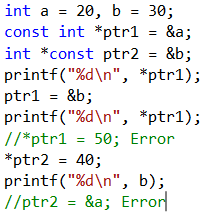 int a = 20, b = 30;
const int *ptr1 = &a;
int *const ptr2 = &b;
printf("%d\n", *ptr1);
ptr1 = &b;
printf("%d\n", *ptr1);
//*ptr1 = 50; Error
*ptr2 = 40;
printf("%d\n", b);
//ptr2 = &a; Error